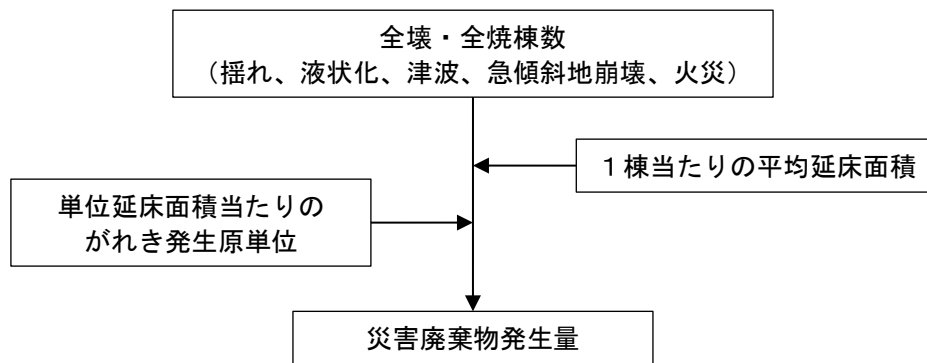 全壊・全焼棟数
（揺れ、液状化、津波、急傾斜地崩壊、火災）
１棟当たりの平均延床面積
単位延床面積当たりの
がれき発生原単位
災害廃棄物発生量